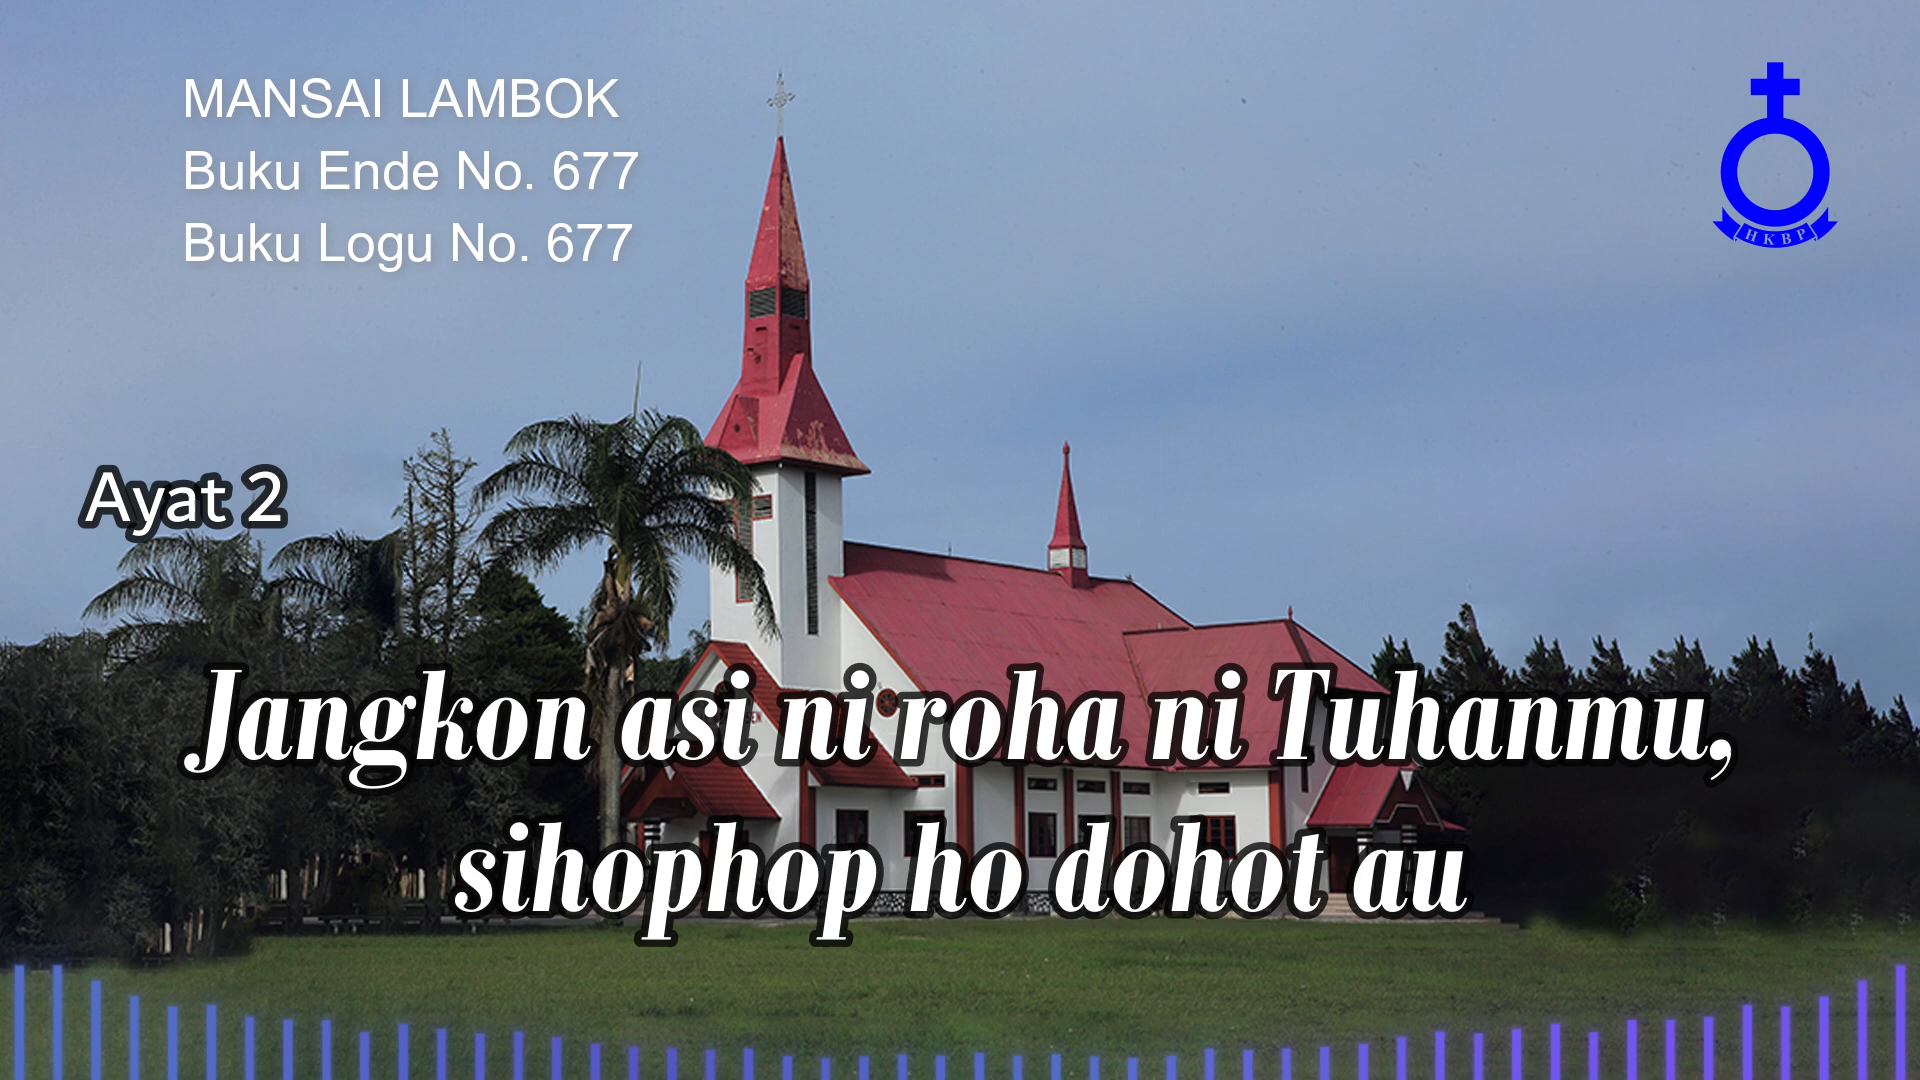 MANSAI LAMBOK
Buku Ende No. 677
Buku Logu No. 677
HKBP
Ayat 2
Jangkon asi ni roha ni Tuhanmu,
sihophop ho dohot au